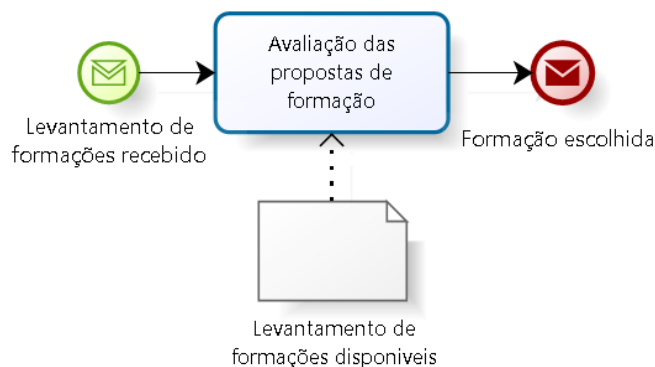 Avaliação das
propostas de
formação
Levantamento de
formações recebido
Formação escolhida
Levantamento de
formações disponiveis